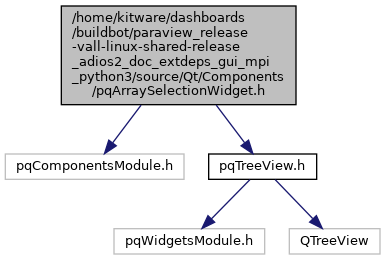 /home/kitware/dashboards
/buildbot/paraview_release
-vall-linux-shared-release
_adios2_doc_extdeps_gui_mpi
_python3/source/Qt/Components
/pqArraySelectionWidget.h
pqComponentsModule.h
pqTreeView.h
pqWidgetsModule.h
QTreeView